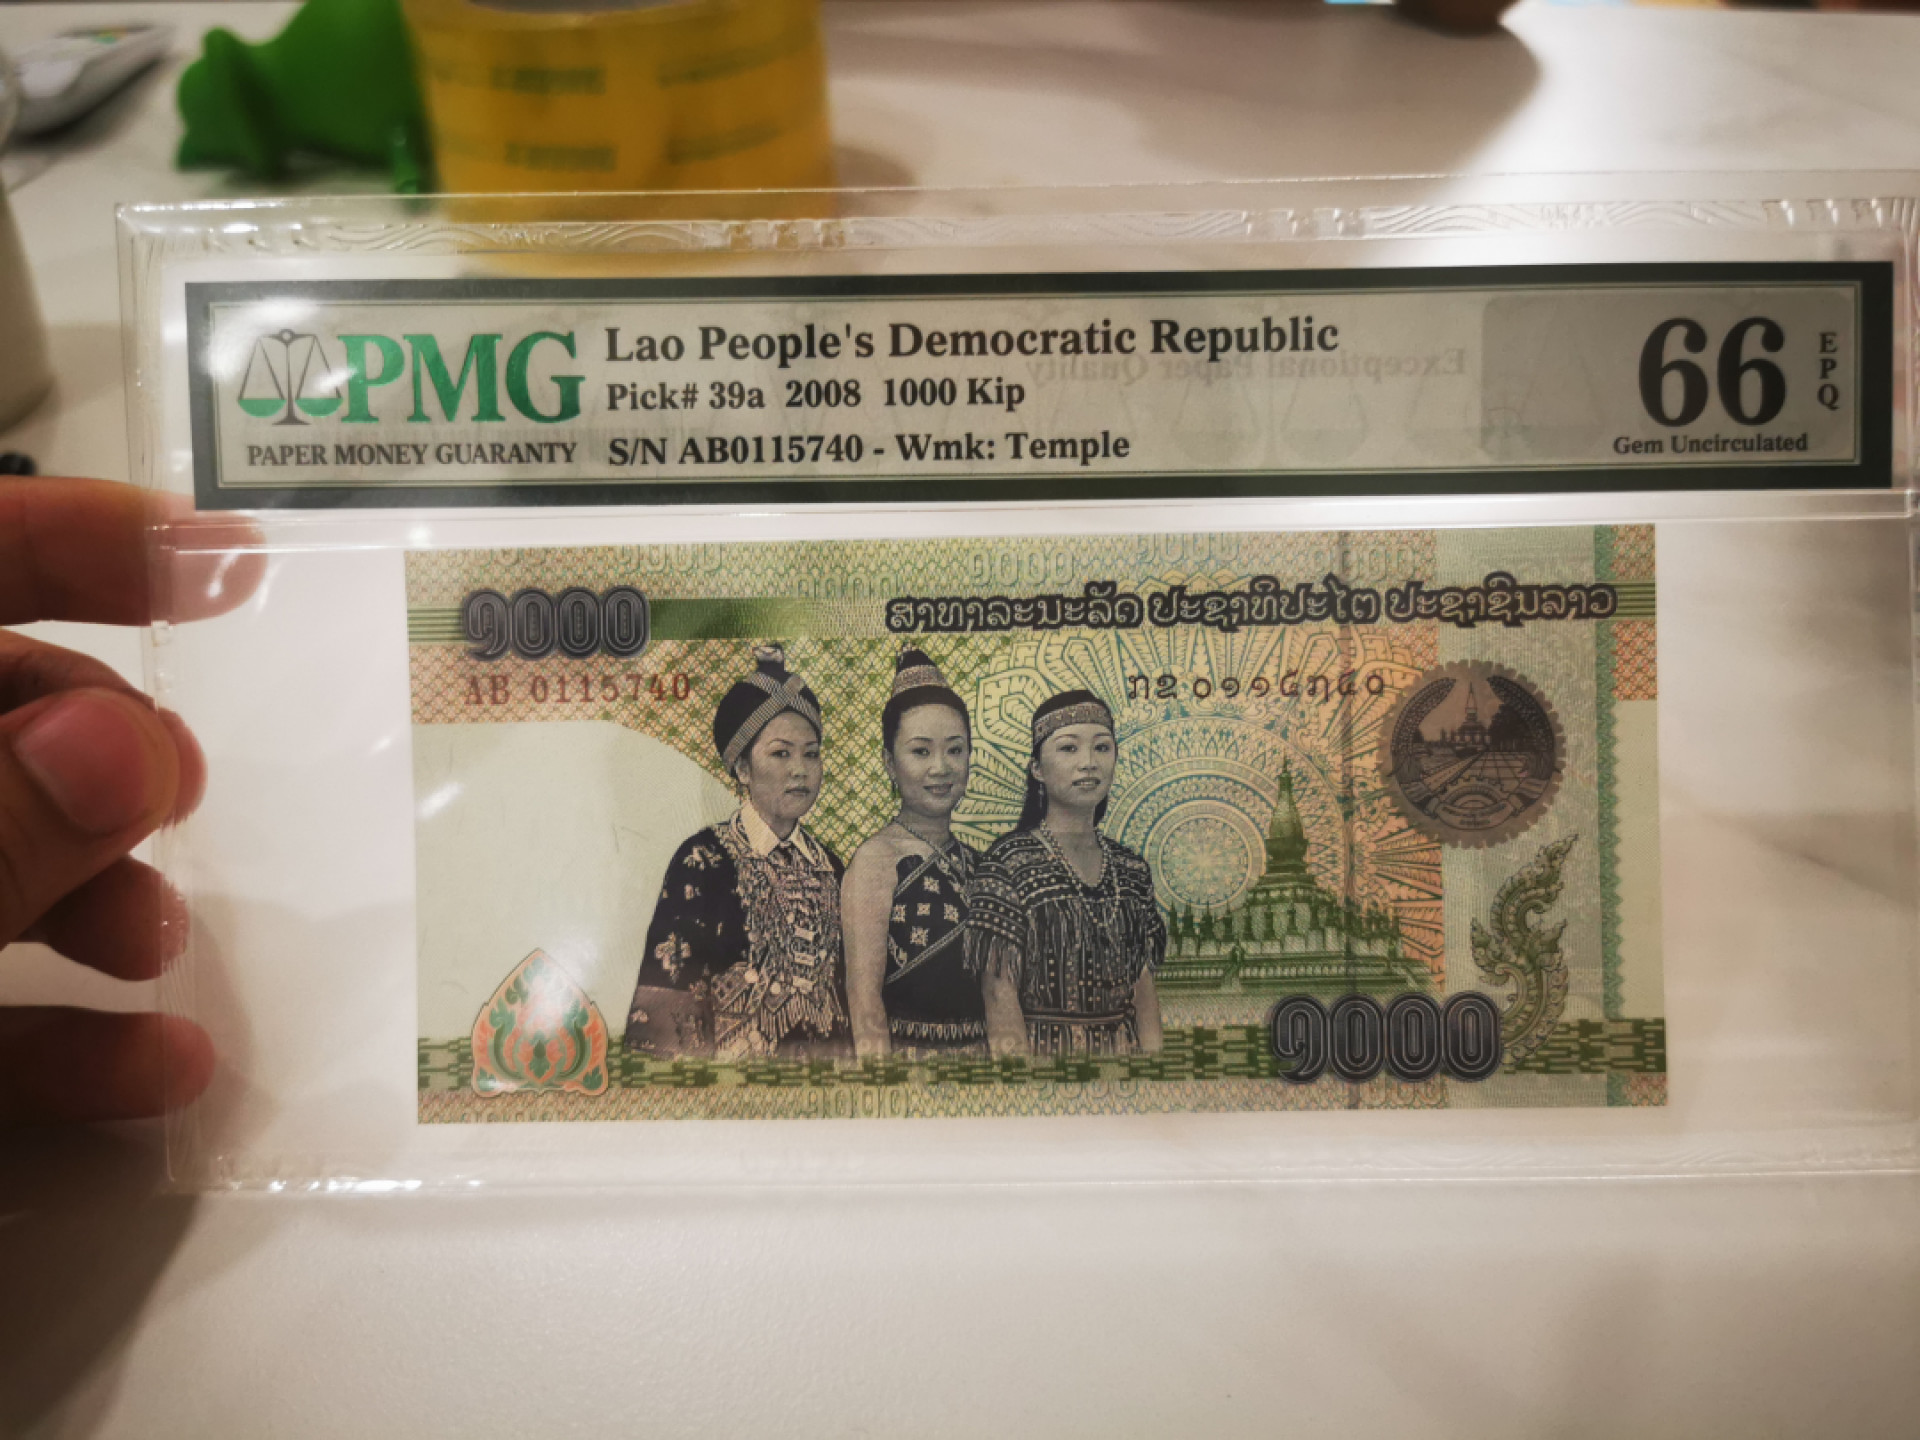 PMG
PAPER MONEY GUARANTY
Lao People's Democratic Republic
Pick# 39a 2008 1000 Kip
S/N AB0115740 - Wmk: Temple
Exceptional Paper Quality
66
EPQ
Gem Uncirculated
໑໐໐໐
ສາທາລະນະລັດ ປະຊາທິປະໄຕ ປະຊາຊົນລາວ
AB 0115740
ກຂ ໐໑໑໕໗໔໐
໑໐໐໐